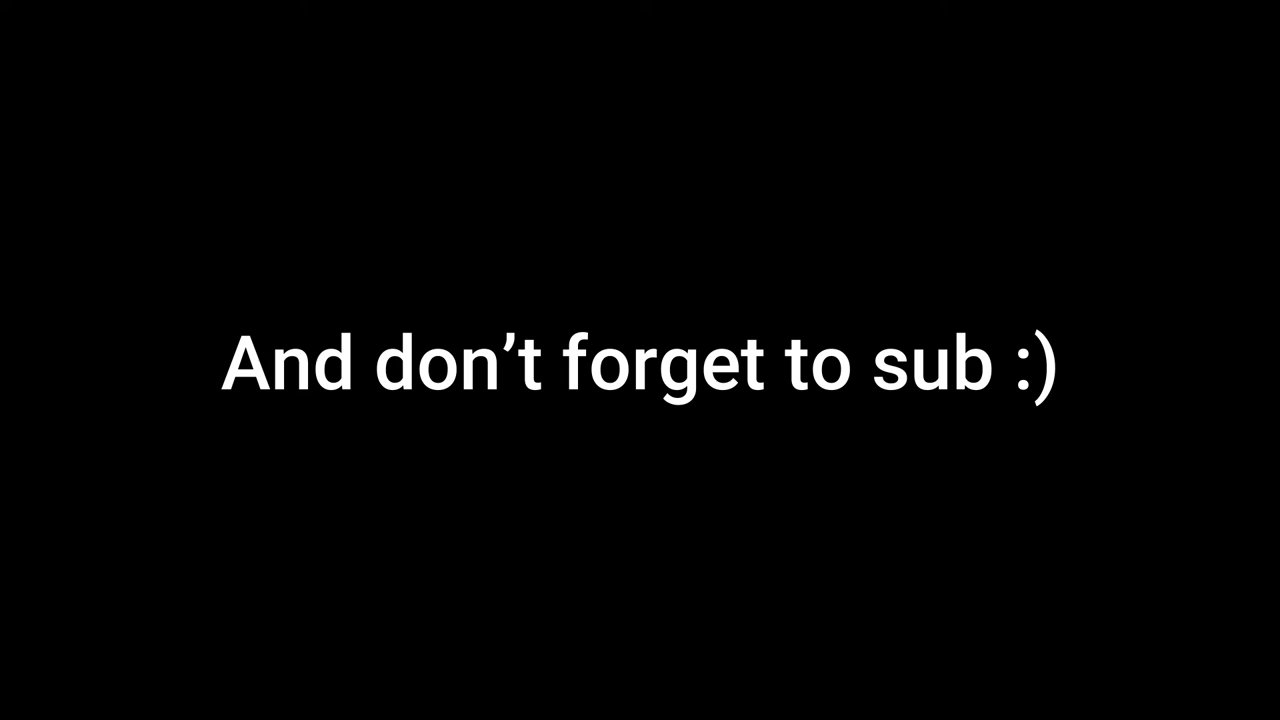 And don’t forget to sub :)